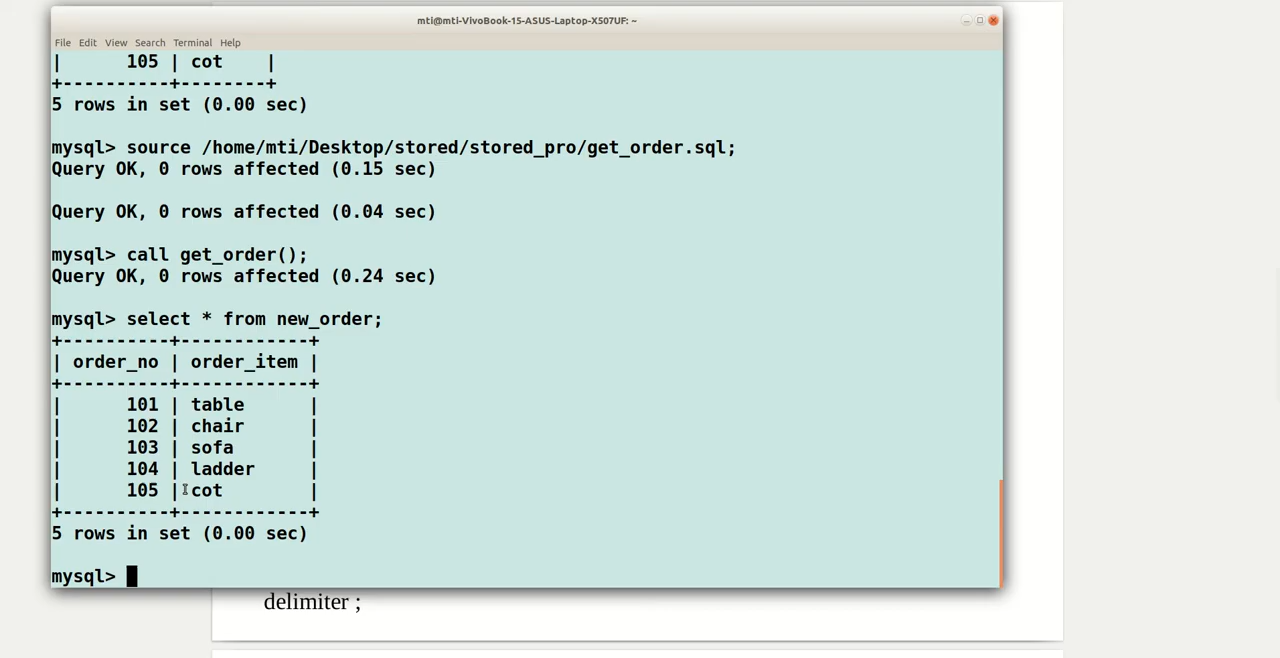 mti@mti-VivoBook-15-ASUS-Laptop-X507UF: ~
File Edit View Search Terminal Help
|      105 | cot    |
+----------+--------+
5 rows in set (0.00 sec)
mysql> source /home/mti/Desktop/stored/stored_pro/get_order.sql;
Query OK, 0 rows affected (0.15 sec)
Query OK, 0 rows affected (0.04 sec)
mysql> call get_order();
Query OK, 0 rows affected (0.24 sec)
mysql> select * from new_order;
+----------+------------+
| order_no | order_item |
+----------+------------+
|      101 | table      |
|      102 | chair      |
|      103 | sofa       |
|      104 | ladder     |
|      105 | cot        |
+----------+------------+
5 rows in set (0.00 sec)
mysql>
delimiter ;